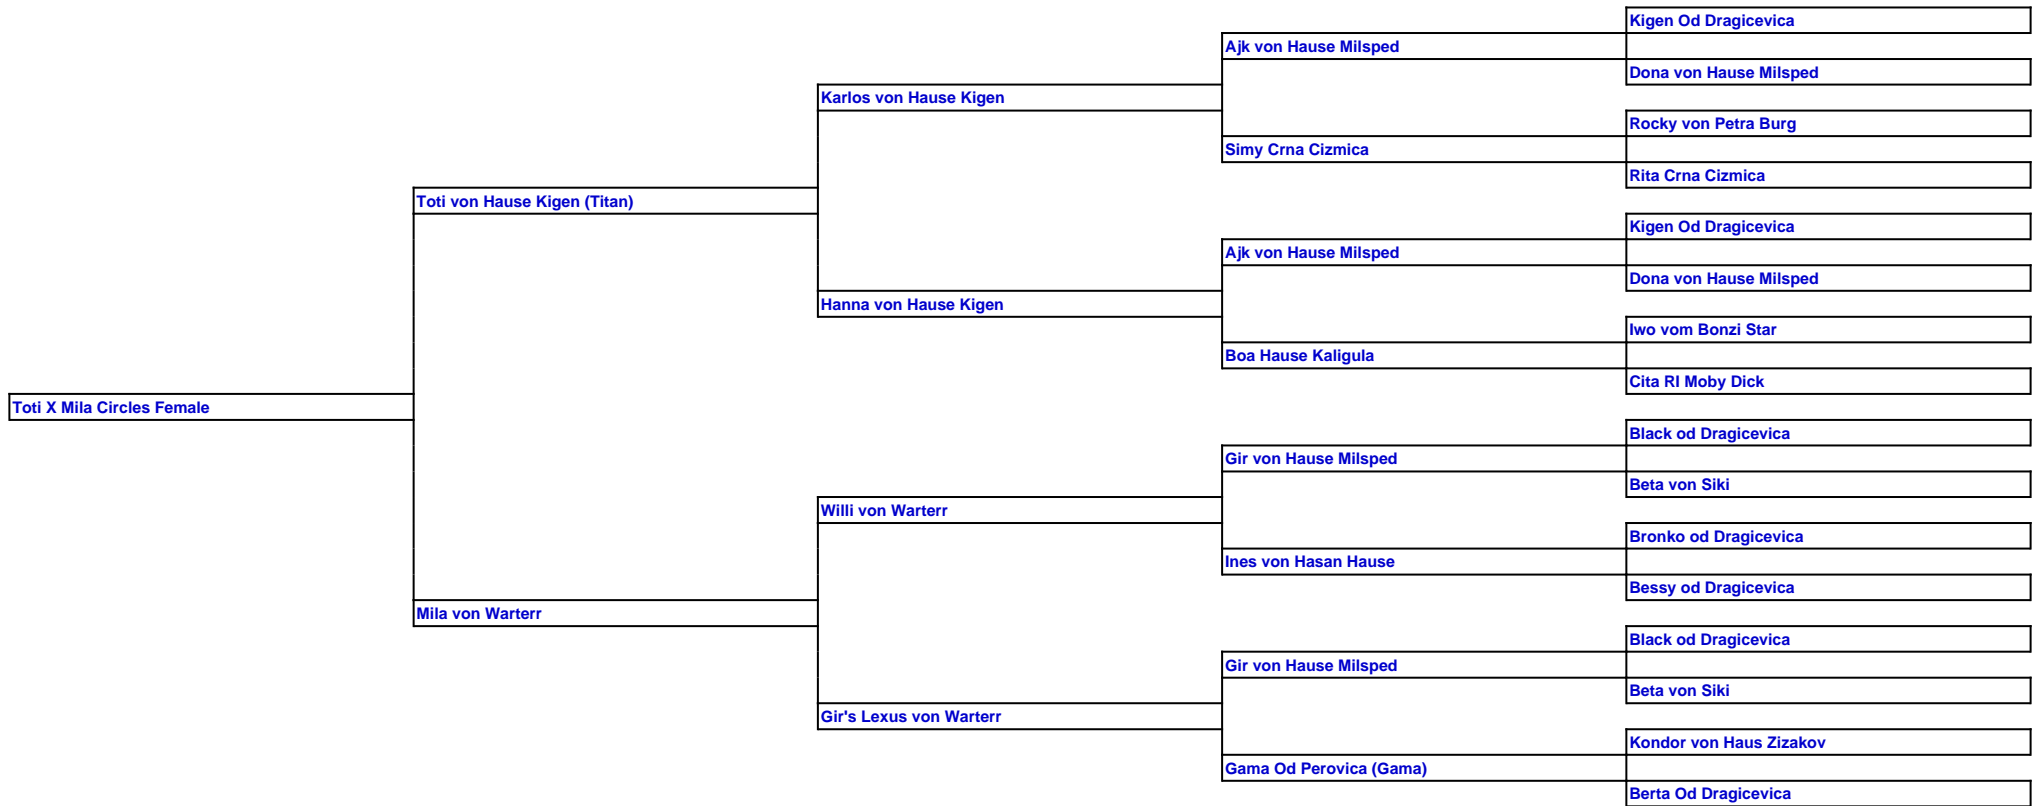 Kigen Od Dragicevica
Ajk von Hause Milsped
Dona von Hause Milsped
Karlos von Hause Kigen
Rocky von Petra Burg
Simy Crna Cizmica
Rita Crna Cizmica
Toti von Hause Kigen (Titan)
Kigen Od Dragicevica
Ajk von Hause Milsped
Dona von Hause Milsped
Hanna von Hause Kigen
Iwo vom Bonzi Star
Boa Hause Kaligula
Cita RI Moby Dick
Toti X Mila Circles Female
Black od Dragicevica
Gir von Hause Milsped
Beta von Siki
Willi von Warterr
Bronko od Dragicevica
Ines von Hasan Hause
Bessy od Dragicevica
Mila von Warterr
Black od Dragicevica
Gir von Hause Milsped
Beta von Siki
Gir's Lexus von Warterr
Kondor von Haus Zizakov
Gama Od Perovica (Gama)
Berta Od Dragicevica